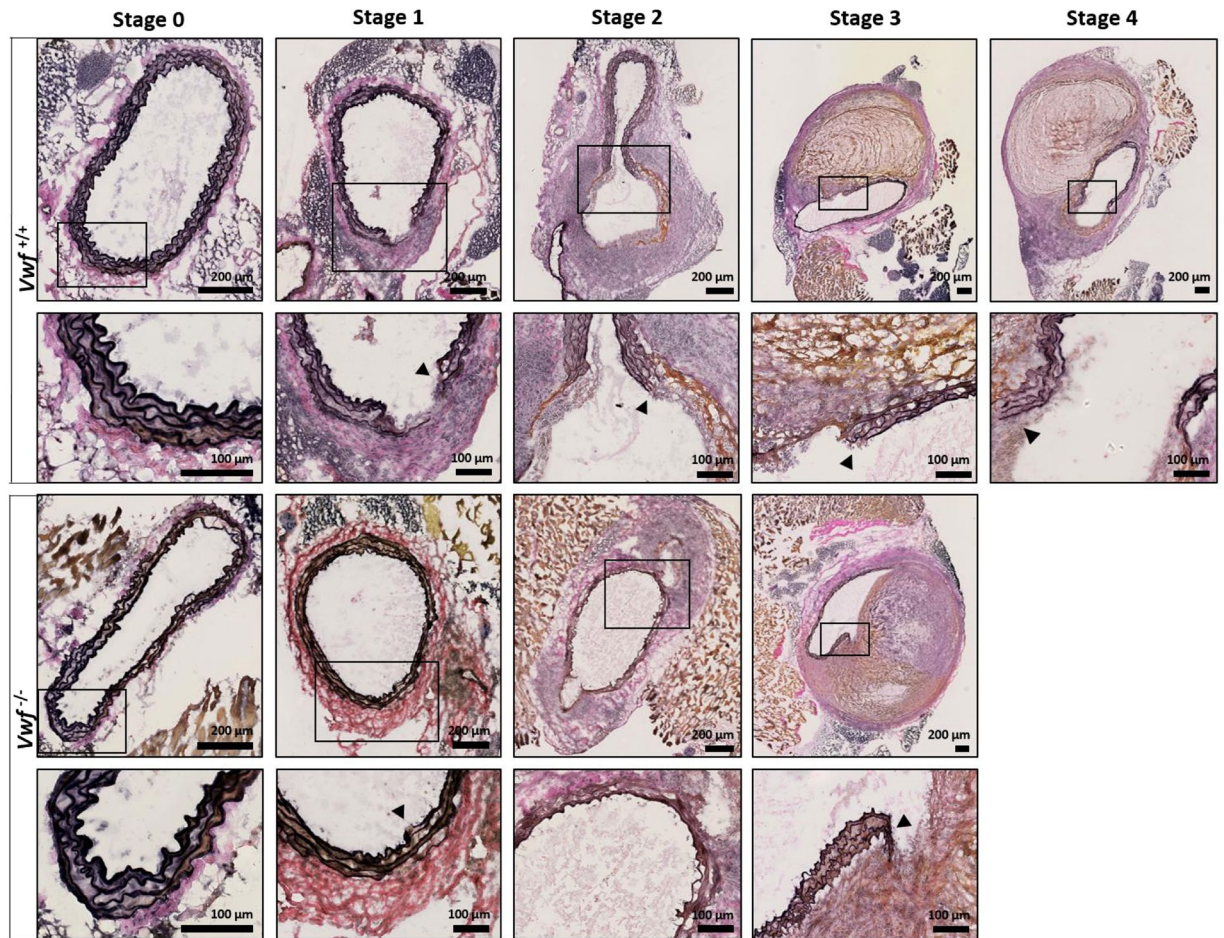 Stage 0 Stage 1 Stage 2 Stage 3 Stage 4
Vwf +/+
200 µm 200 µm 200 µm 200 µm 200 µm
100 µm 100 µm 100 µm 100 µm 100 µm
Vwf -/-
200 µm 200 µm 200 µm 200 µm
100 µm 100 µm 100 µm 100 µm